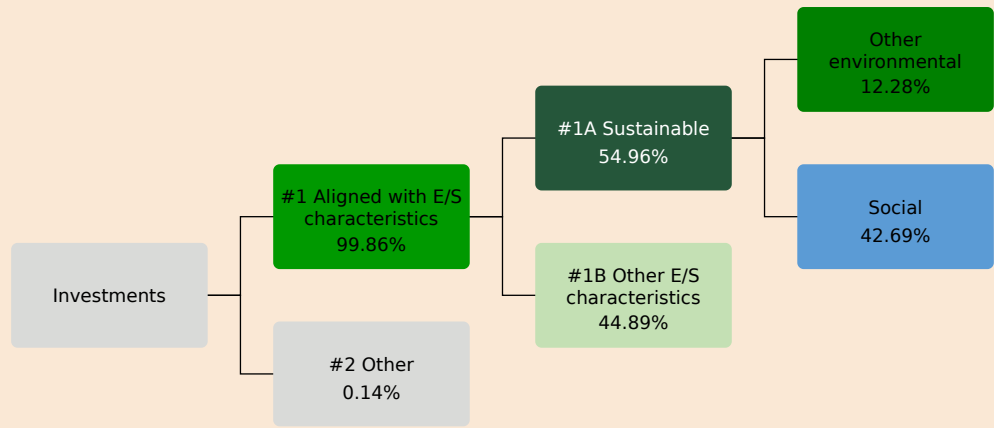 Investments
#1 Aligned with E/S
characteristics
99.86%
#2 Other
0.14%
#1A Sustainable
54.96%
#1B Other E/S
characteristics
44.89%
Other
environmental
12.28%
Social
42.69%